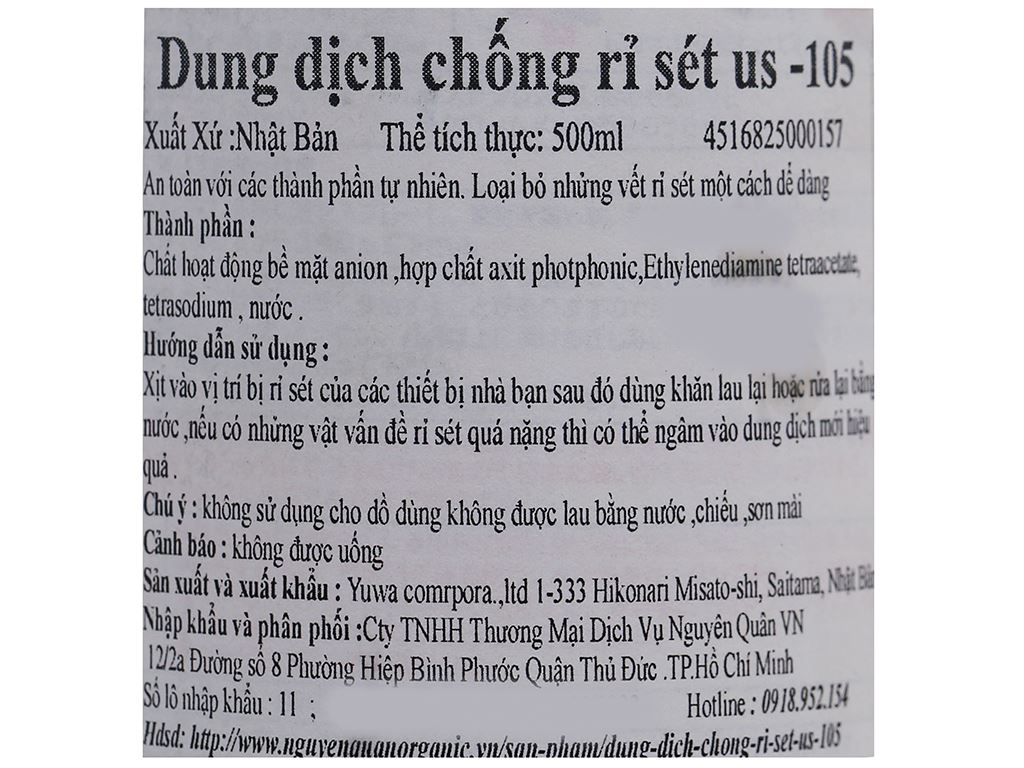 Dung dịch chống rỉ sét us -105
Xuất Xứ :Nhật Bản Thể tích thực: 500ml 4516825000157
An toàn với các thành phần tự nhiên. Loại bỏ nhửng vết rỉ sét một cách dể dàng
Thành phần :
Chất hoạt động bề mặt anion ,hợp chất axit photphonic,Ethylenediamine tetraacetate,
tetrasodium , nước .
Hướng dẫn sử dụng :
Xịt vào vị trí bị rỉ sét của các thiết bị nhà bạn sau đó dùng khăn lau lại hoặc rửa lại bằng
nước ,nếu có nhửng vật vấn đề rỉ sét quá nặng thì có thể ngâm vào dung dịch mới hiệu
quả .
Chú ý : không sử dụng cho dồ dùng không được lau bằng nước ,chiếu ,sơn mài
Cảnh báo : không được uống
Sản xuất và xuất khẩu : Yuwa comrpora.,ltd 1-333 Hikonari Misato-shi, Saitama, Nhật Bản
Nhập khẩu và phân phối :Cty TNHH Thương Mại Dịch Vụ Nguyên Quân VN
12/2a Đường số 8 Phường Hiệp Bình Phước Quận Thủ Đức .TP.Hồ Chí Minh
Số lô nhập khẩu : 11 ; Hotline : 0918.952.154
Hdsd: http://www.nguyenquanorganic.vn/san-pham/dung-dich-chong-ri-set-us-105